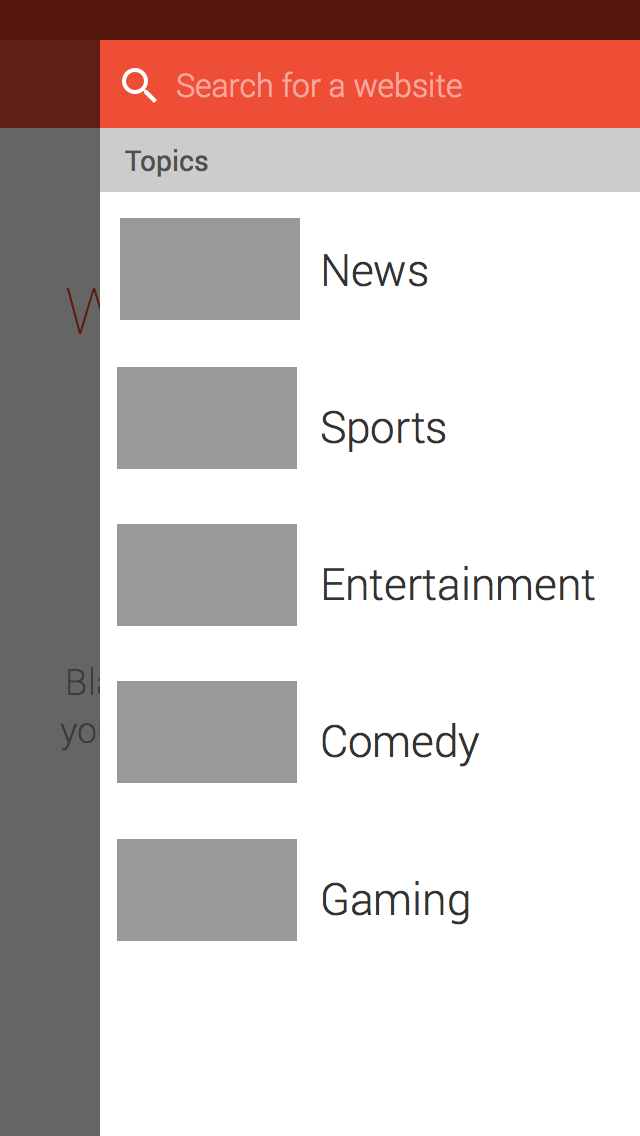 Search for a website
Topics
News
Sports
Entertainment
Comedy
Gaming